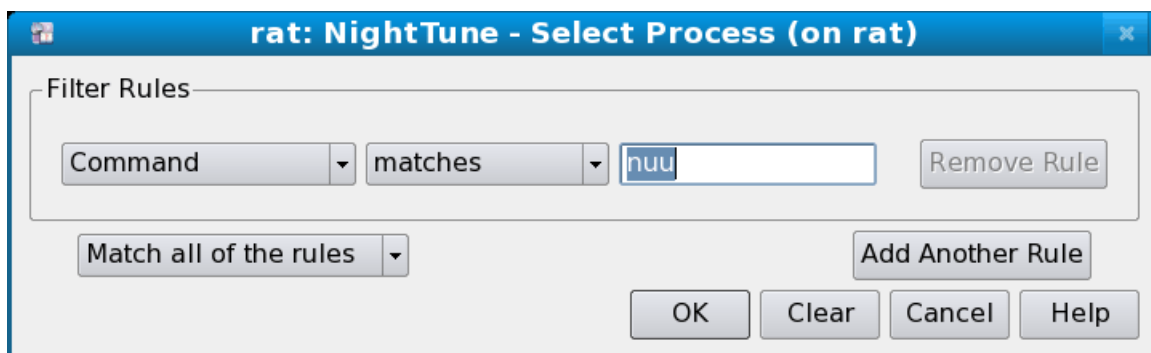 rat: NightTune - Select Process (on rat)
Filter Rules
Command matches nuu Remove Rule
Match all of the rules Add Another Rule
OK Clear Cancel Help